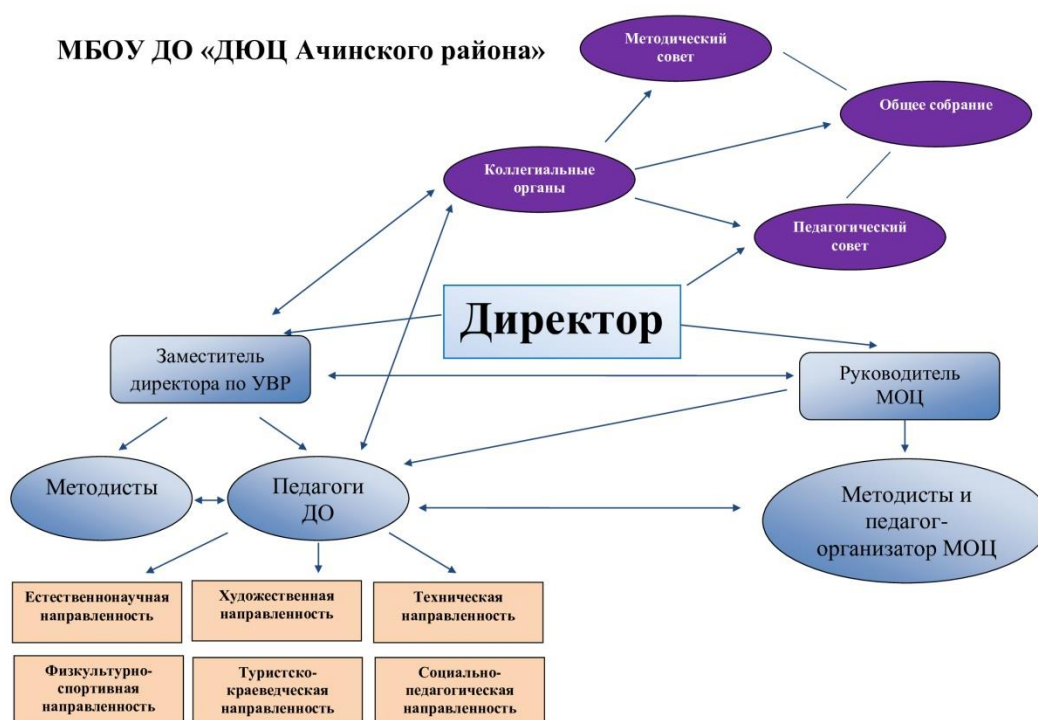 МБОУ ДО «ДЮЦ Ачинского района»
Методический
совет
Общее собрание
Коллегиальные
органы
Педагогический
совет
Директор
Заместитель
директора по УВР
Руководитель
МОЦ
Методисты
Педагоги
ДО
Методисты и
педагог-
организатор МОЦ
Естественнонаучная
направленность
Художественная
направленность
Техническая
направленность
Физкультурно-
спортивная
направленность
Туристско-
краеведческая
направленность
Социально-
педагогическая
направленность